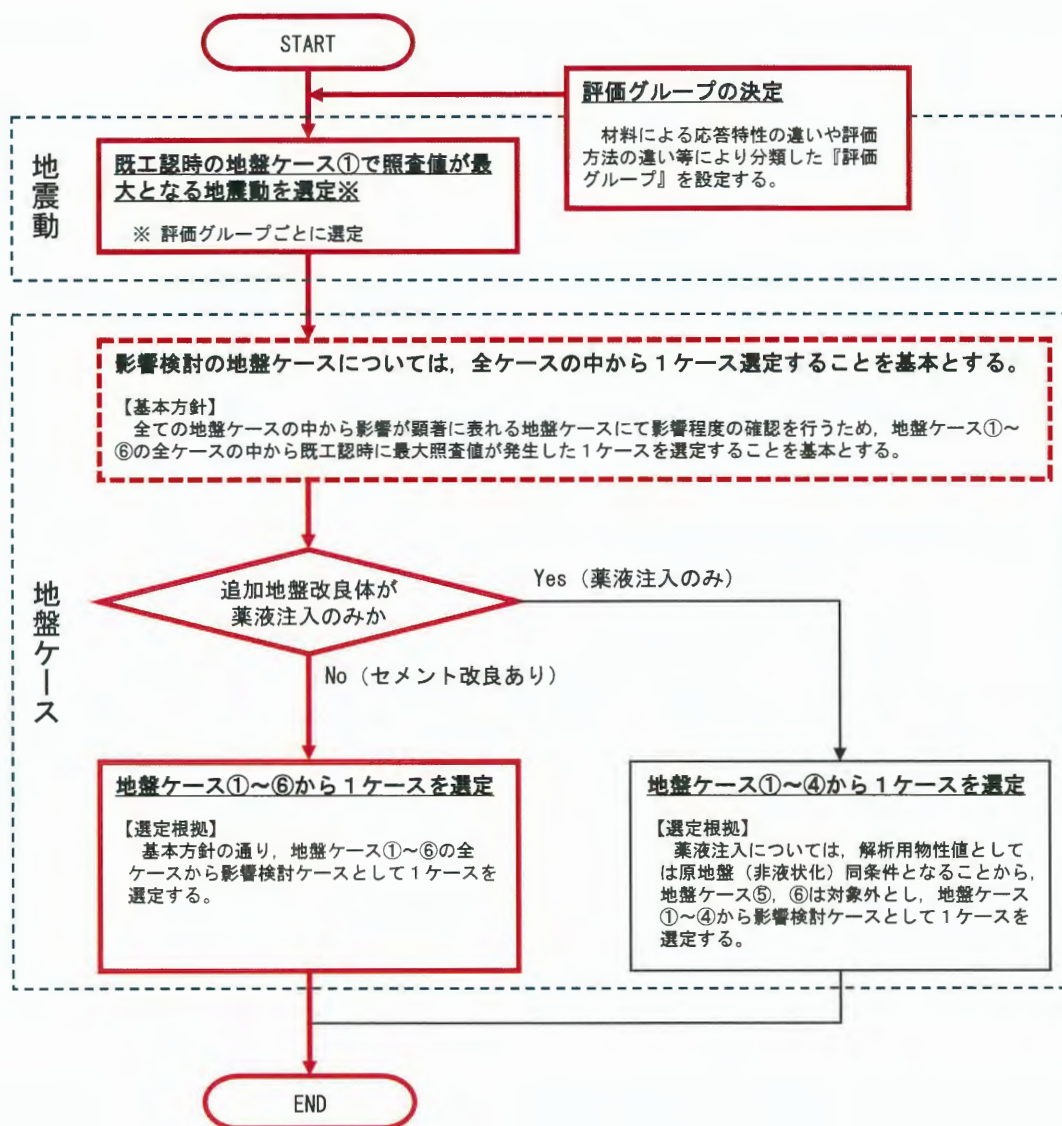 START
評価グループの決定
材料による応答特性の違いや評価
方法の違い等により分類した『評価
グループ』を設定する。
地震動
既工認時の地盤ケース①で照査値が最
大となる地震動を選定※
※ 評価グループごとに選定
影響検討の地盤ケースについては，全ケースの中から１ケース選定することを基本とする。
【基本方針】
全ての地盤ケースの中から影響が顕著に表れる地盤ケースにて影響程度の確認を行うため，地盤ケース①～
⑥の全ケースの中から既工認時に最大照査値が発生した１ケースを選定することを基本とする。
地盤ケース
追加地盤改良体が
薬液注入のみか
Yes（薬液注入のみ）
No（セメント改良あり）
地盤ケース①～⑥から１ケースを選定
【選定根拠】
基本方針の通り，地盤ケース①～⑥の全
ケースから影響検討ケースとして１ケースを
選定する。
地盤ケース①～④から１ケースを選定
【選定根拠】
薬液注入については，解析用物性値として
は原地盤（非液状化）同条件となることから，
地盤ケース⑤，⑥は対象外とし，地盤ケース
①～④から影響検討ケースとして１ケースを
選定する。
END